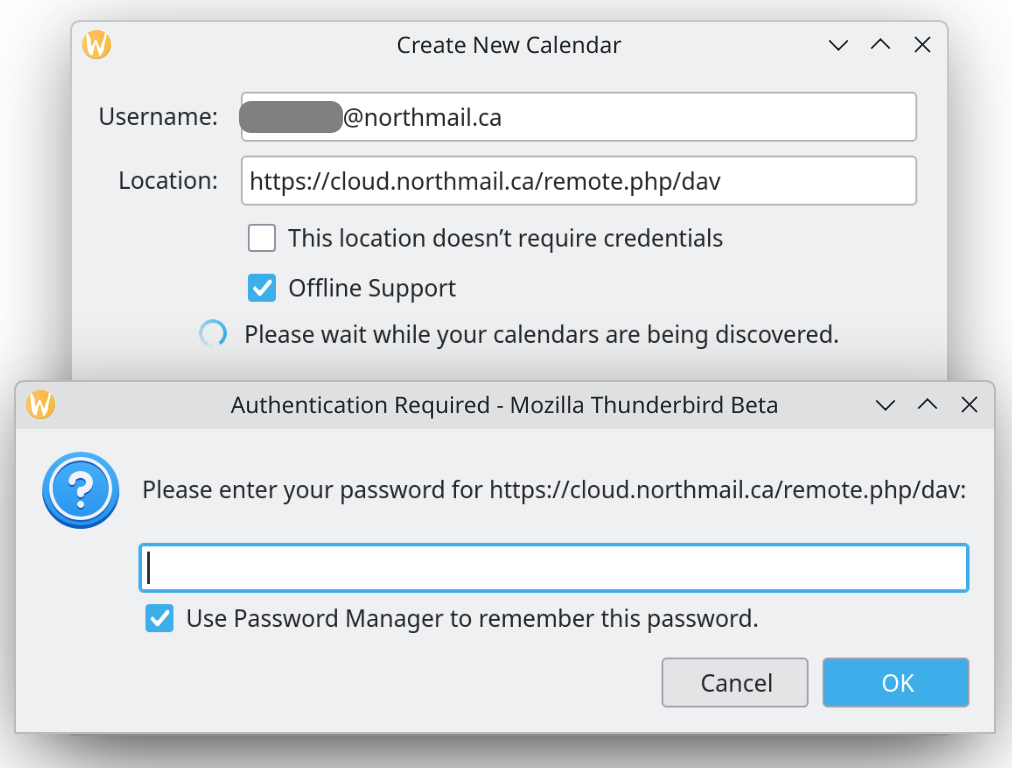 Create New Calendar
Username: @northmail.ca
Location: https://cloud.northmail.ca/remote.php/dav
This location doesn’t require credentials
Offline Support
Please wait while your calendars are being discovered.
Authentication Required - Mozilla Thunderbird Beta
Please enter your password for https://cloud.northmail.ca/remote.php/dav:
Use Password Manager to remember this password.
Cancel OK